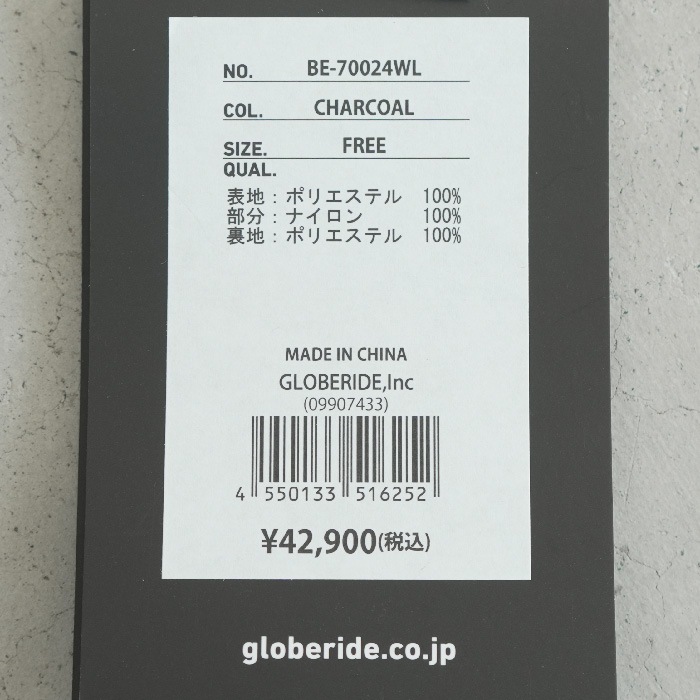 NO. BE-70024WL
COL. CHARCOAL
SIZE. FREE
QUAL.
表地：ポリエステル 100%
部分：ナイロン 100%
裏地：ポリエステル 100%
MADE IN CHINA
GLOBERIDE,Inc
(09907433)
4 550133 516252
¥42,900(税込)
globeride.co.jp